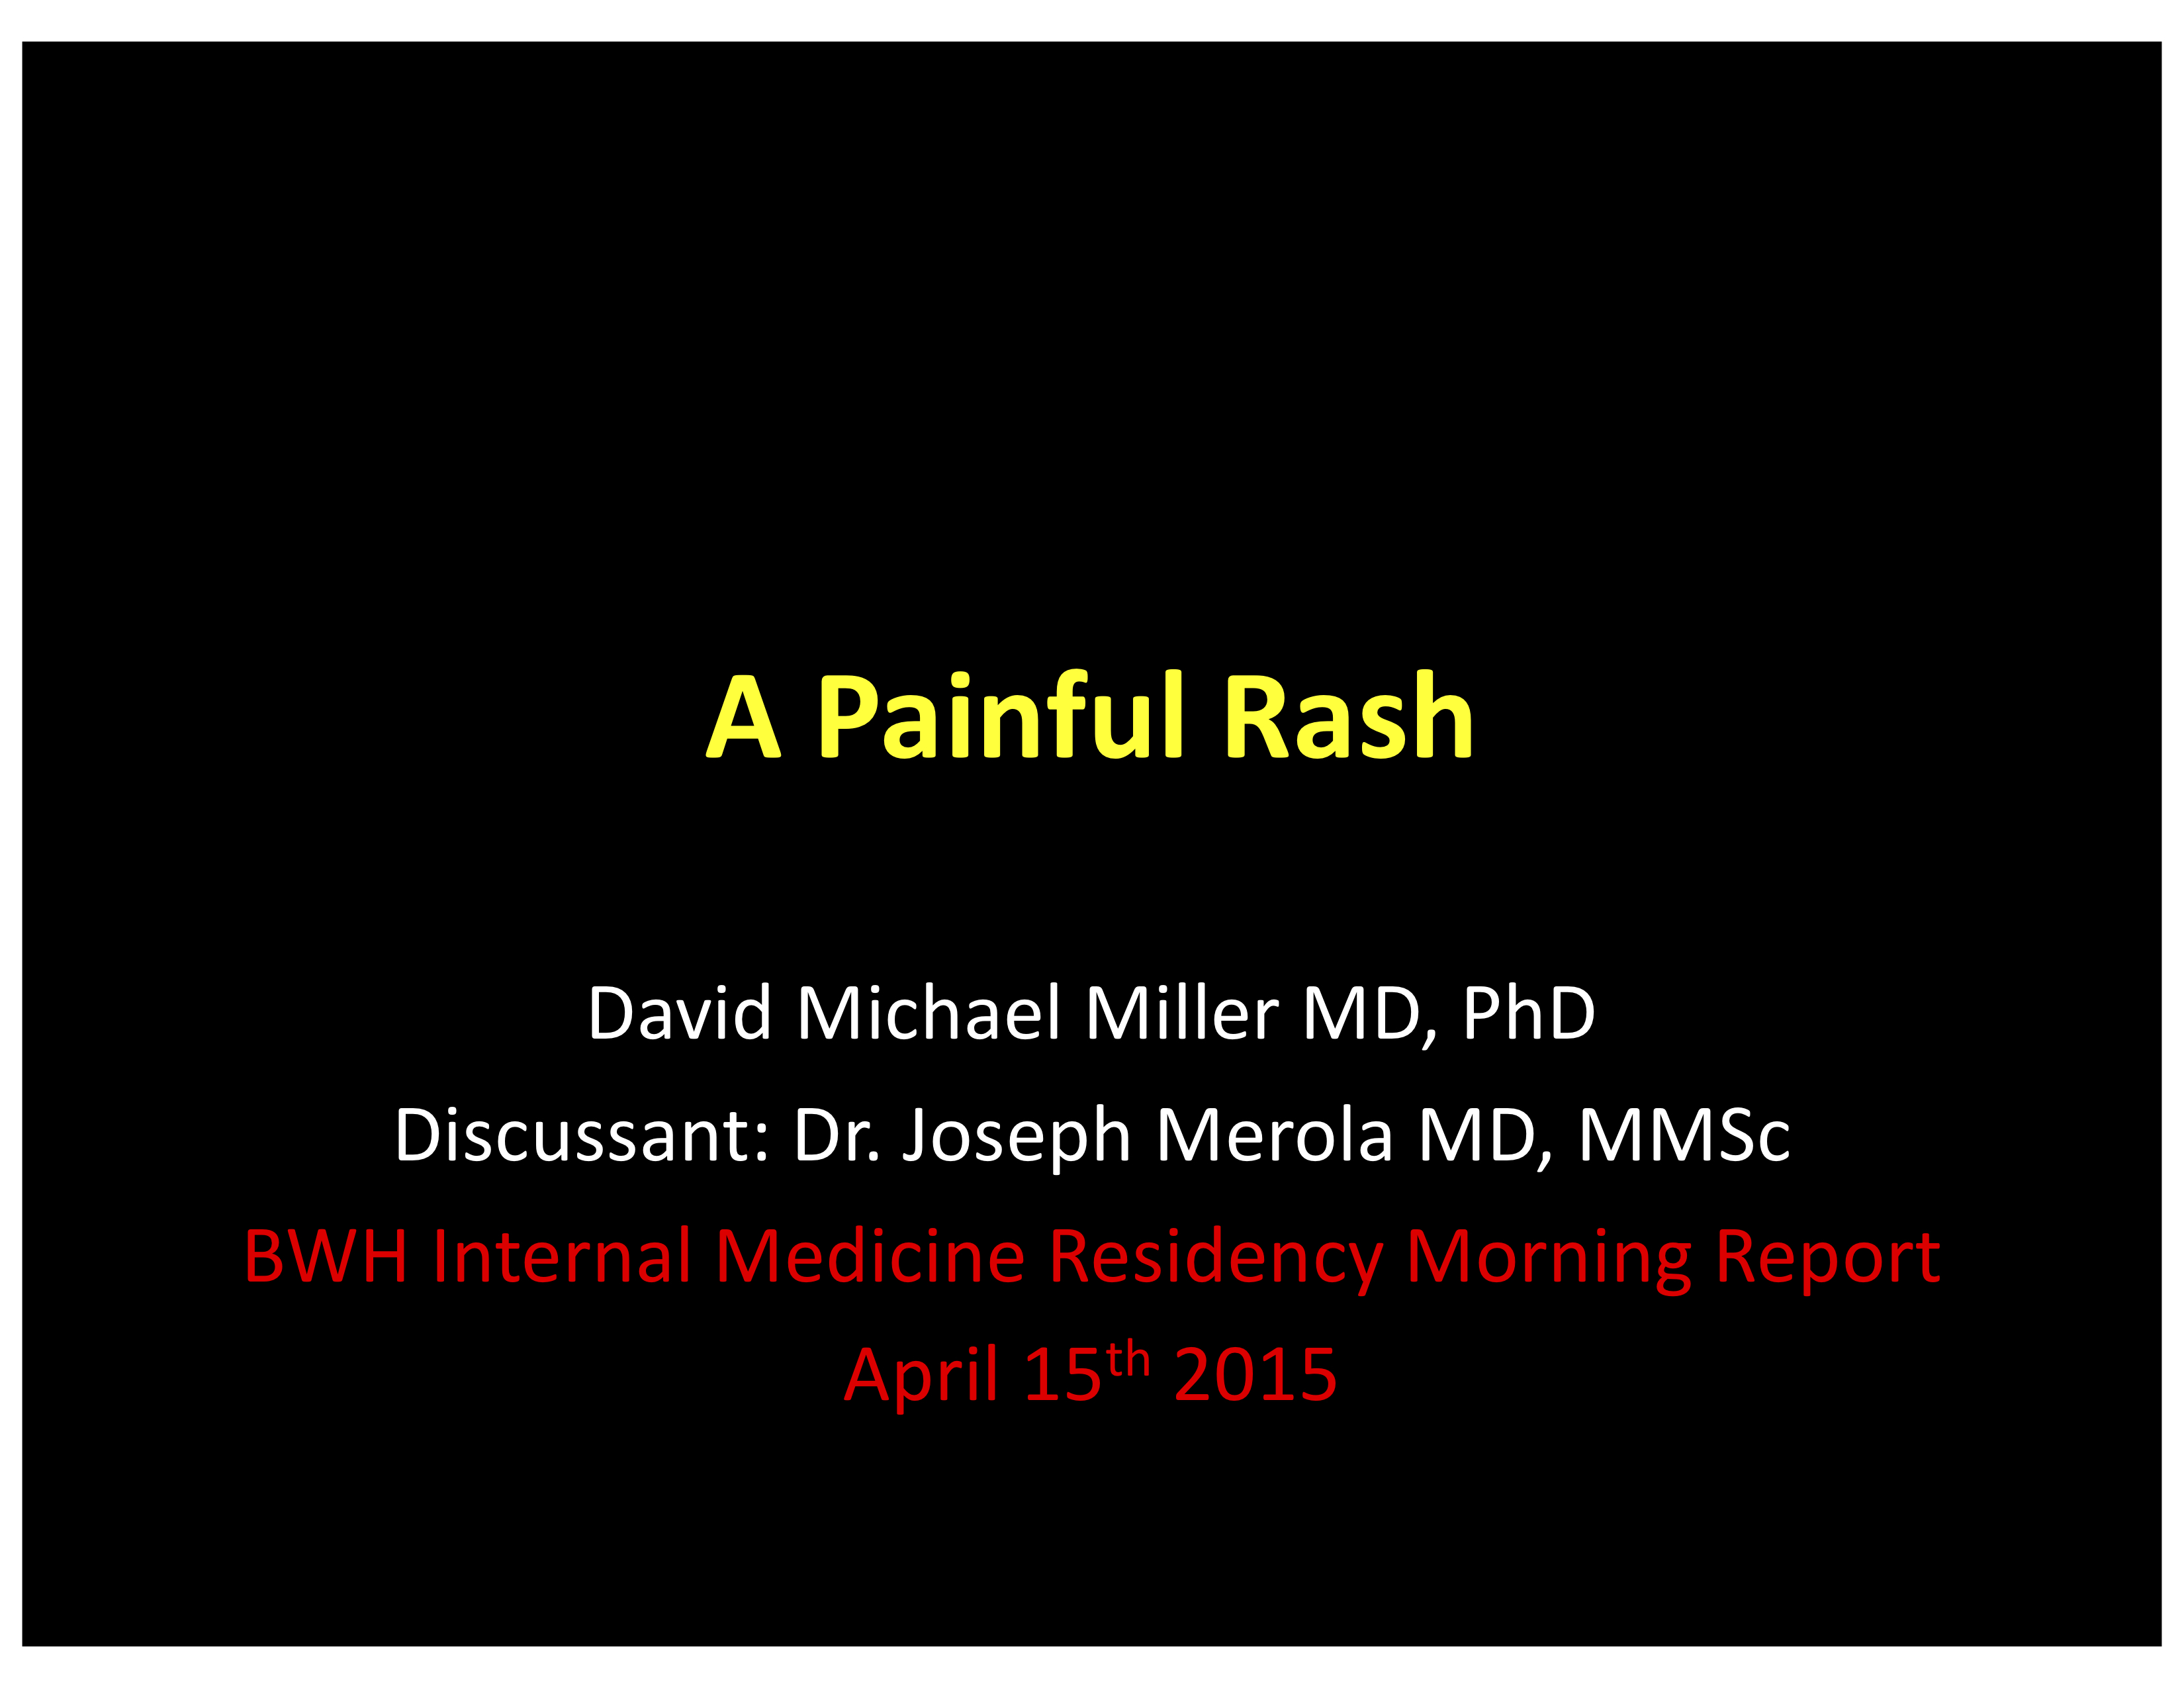 A Painful Rash
David Michael Miller MD, PhD
Discussant: Dr. Joseph Merola MD, MMSc
BWH Internal Medicine Residency Morning Report
April 15th 2015